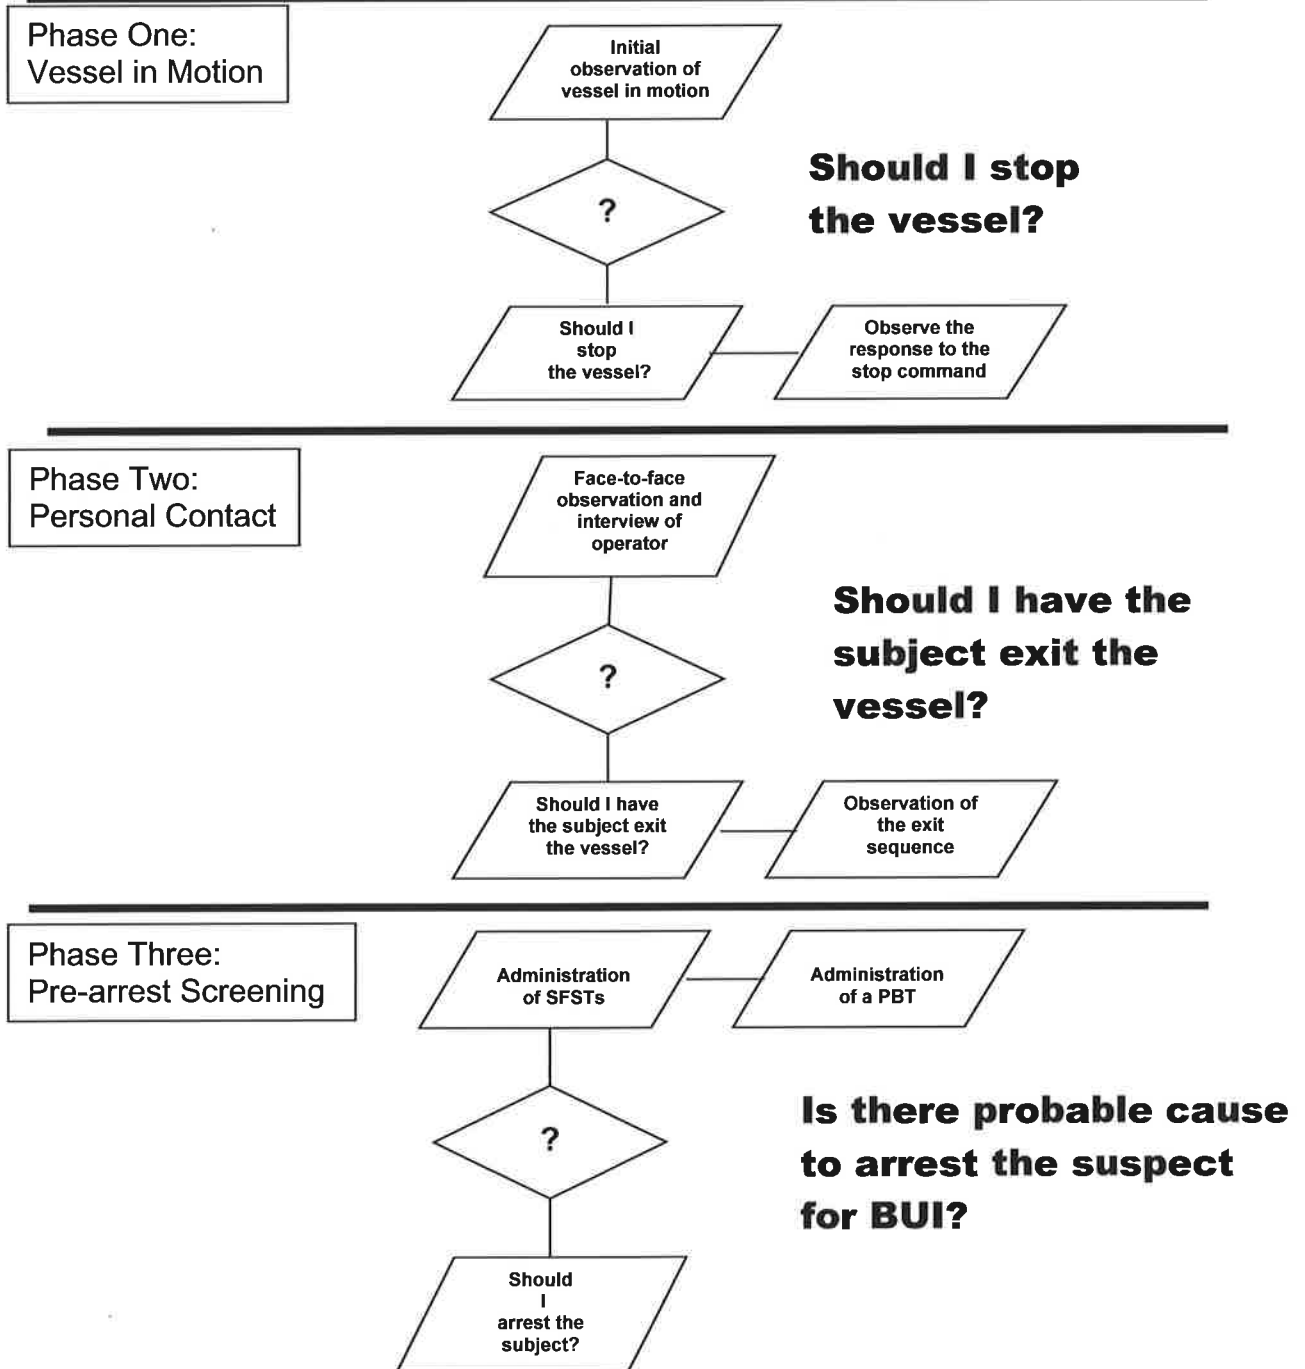 Phase One:
Vessel in Motion
Initial
observation of
vessel in motion
?
Should I stop
the vessel?
Should I
stop
the vessel?
Observe the
response to the
stop command
Phase Two:
Personal Contact
Face-to-face
observation and
interview of
operator
?
Should I have the
subject exit the
vessel?
Should I have
the subject exit
the vessel?
Observation of
the exit
sequence
Phase Three:
Pre-arrest Screening
Administration
of SFSTs
Administration
of a PBT
?
Is there probable cause
to arrest the suspect
for BUI?
Should
I
arrest the
subject?